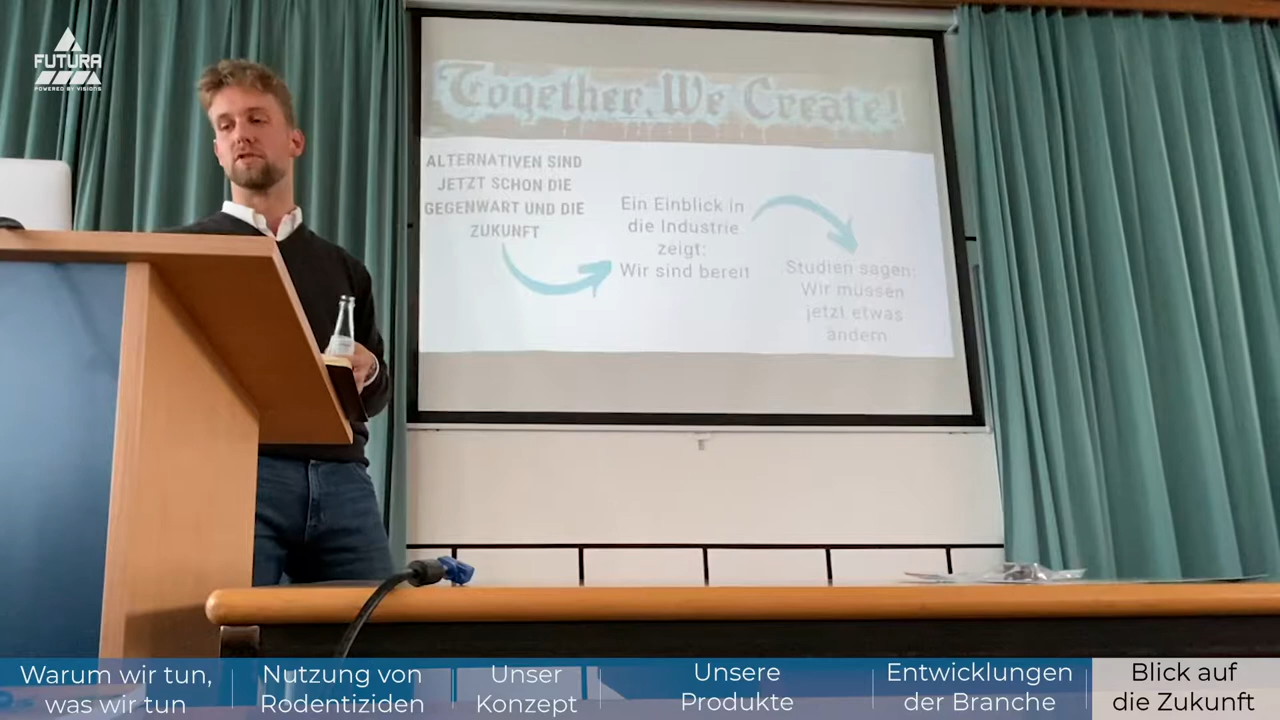 FUTURA
POWERED BY VISIONS
Together We Create!
ALTERNATIVEN SIND
JETZT SCHON DIE
GEGENWART UND DIE
ZUKUNFT
Ein Einblick in
die Industrie
zeigt:
Wir sind bereit
Studien sagen:
Wir müssen
jetzt etwas
ändern
Warum wir tun,
was wir tun
Nutzung von
Rodentiziden
Unser
Konzept
Unsere
Produkte
Entwicklungen
der Branche
Blick auf
die Zukunft